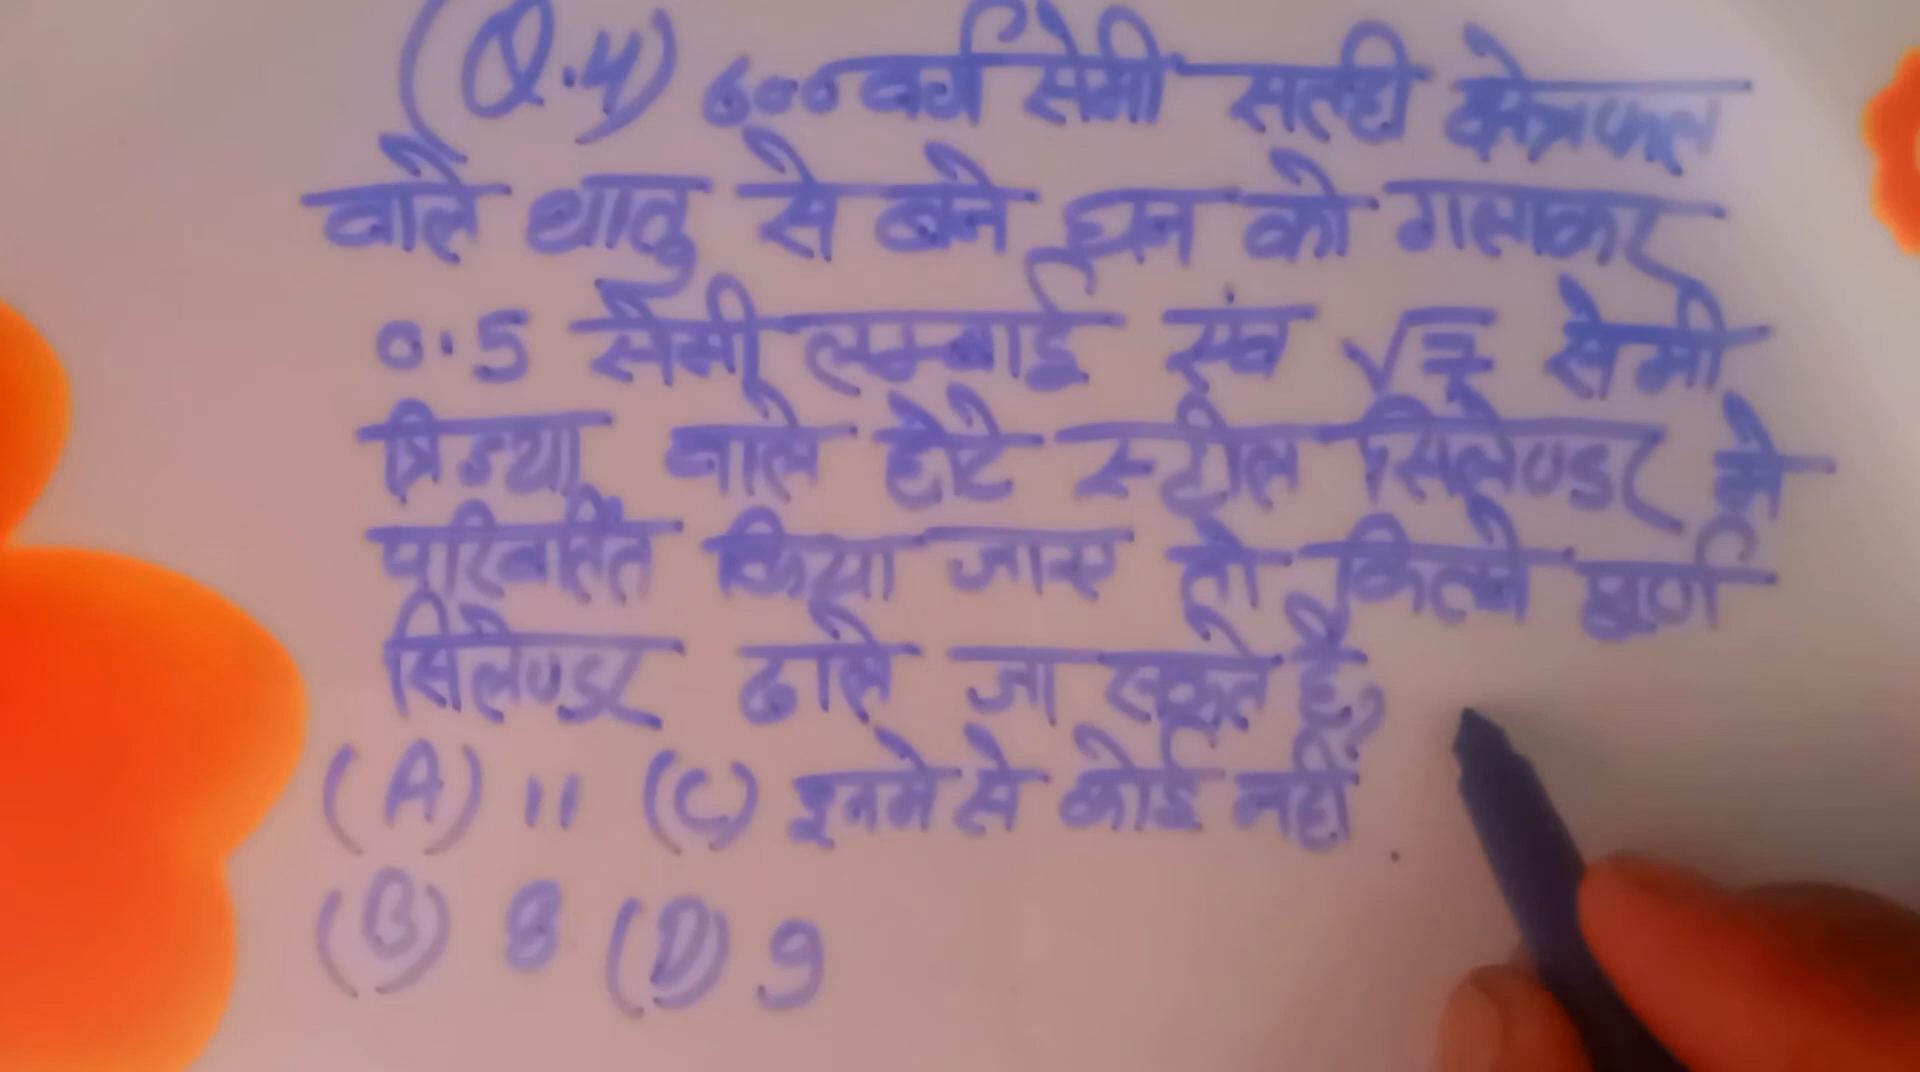 (Q.4) 600 वर्ग सेमी सतही क्षेत्रफल
वाले धातु से बने घन को गलाकर
0.5 सेमी लम्बाई एवं √ सेमी
त्रिज्या वाले छोटे स्टील सिलेण्डर मे
परिवर्तित किया जाए तो कितने पूर्ण
सिलेण्डर ढाले जा सकते है?
(A) 11 (C) इनमे से कोई नही
(B) 8 (D) 9